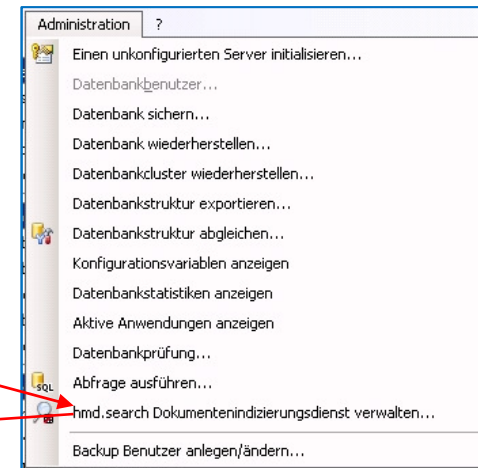 Administration ?
Einen unkonfigurierten Server initialisieren...
Datenbankbenutzer...
Datenbank sichern...
Datenbank wiederherstellen...
Datenbankcluster wiederherstellen...
Datenbankstruktur exportieren...
Datenbankstruktur abgleichen...
Konfigurationsvariablen anzeigen
Datenbankstatistiken anzeigen
Aktive Anwendungen anzeigen
Datenbankprüfung...
SQL Abfrage ausführen...
hmd.search Dokumentenindizierungsdienst verwalten...
Backup Benutzer anlegen/ändern...